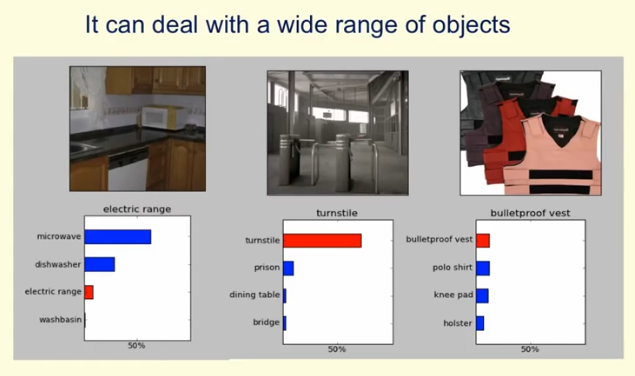 It can deal with a wide range of objects
electric range
microwave
dishwasher
electric range
washbasin
50%
turnstile
turnstile
prison
dining table
bridge
50%
bulletproof vest
bulletproof vest
polo shirt
knee pad
holster
50%